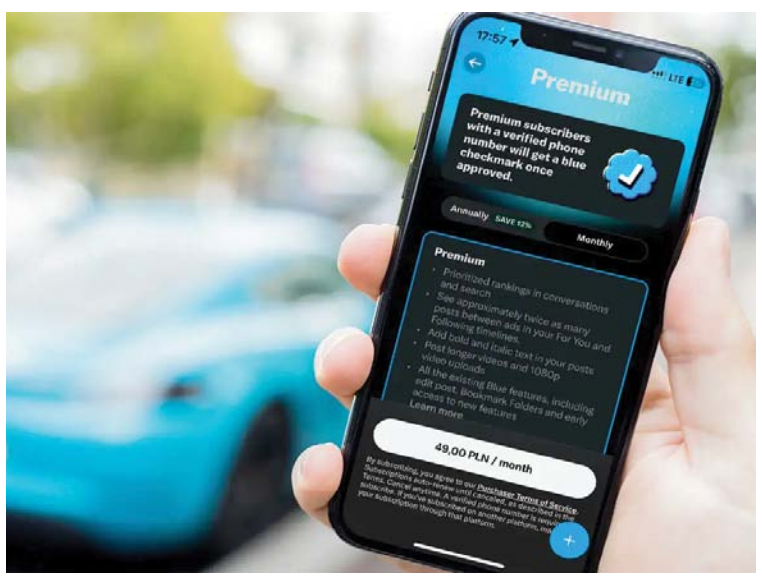 17:57
LTE
Premium
Premium subscribers
with a verified phone
number will get a blue
checkmark once
approved.
Annually SAVE 12%
Monthly
Premium
• Prioritized rankings in conversations
and search
• See approximately twice as many
posts between ads in your For You and
Following timelines.
• Add bold and italic text in your posts
• Post longer videos and 1080p
video uploads
• All the existing Blue features, including
edit post, Bookmark Folders and early
access to new features
Learn more
49,00 PLN / month
By subscribing, you agree to our Purchaser Terms of Service.
Subscriptions auto-renew until canceled, as described in the
Terms. Cancel anytime. A verified phone number is
subscribe. If you've subscribed on another platform,
your subscription through that platform.